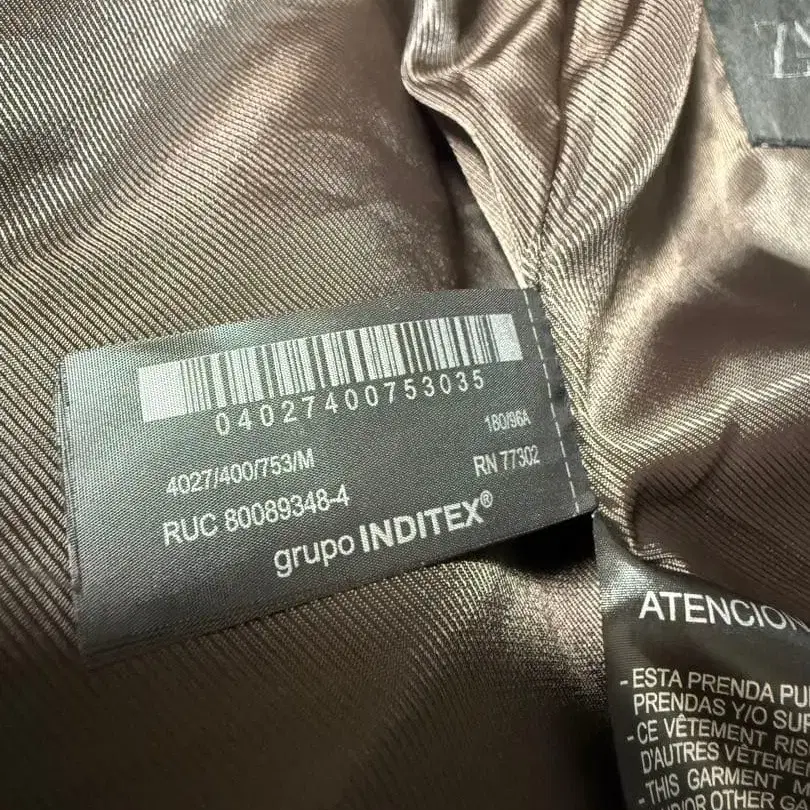 04027400753035
180/96A
4027/400/753/M
RN 77302
RUC 80089348-4
grupo INDITEX®
ATENCION
- ESTA PRENDA PU
PRENDAS Y/O SUP
- CE VÊTEMENT RIS
D'AUTRES VÊTEME
- THIS GARMENT M
OTHER